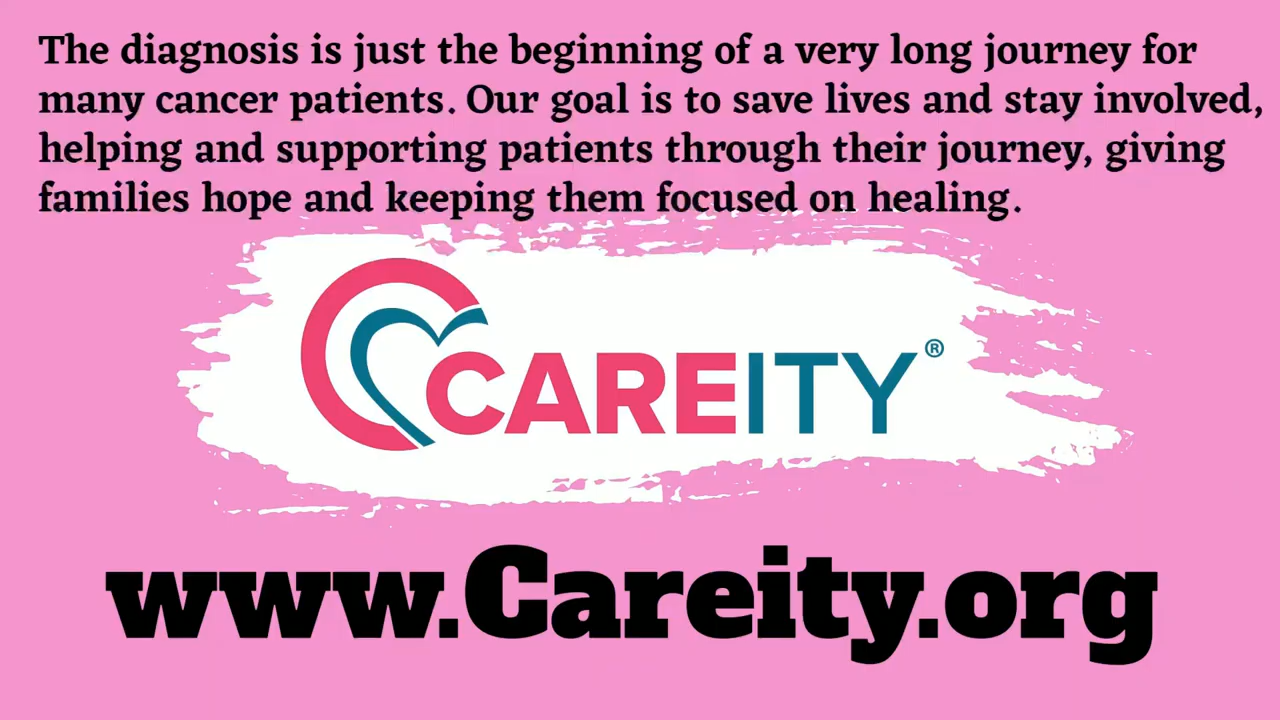 The diagnosis is just the beginning of a very long journey for
many cancer patients. Our goal is to save lives and stay involved,
helping and supporting patients through their journey, giving
families hope and keeping them focused on healing.
CAREITY®
www.Careity.org